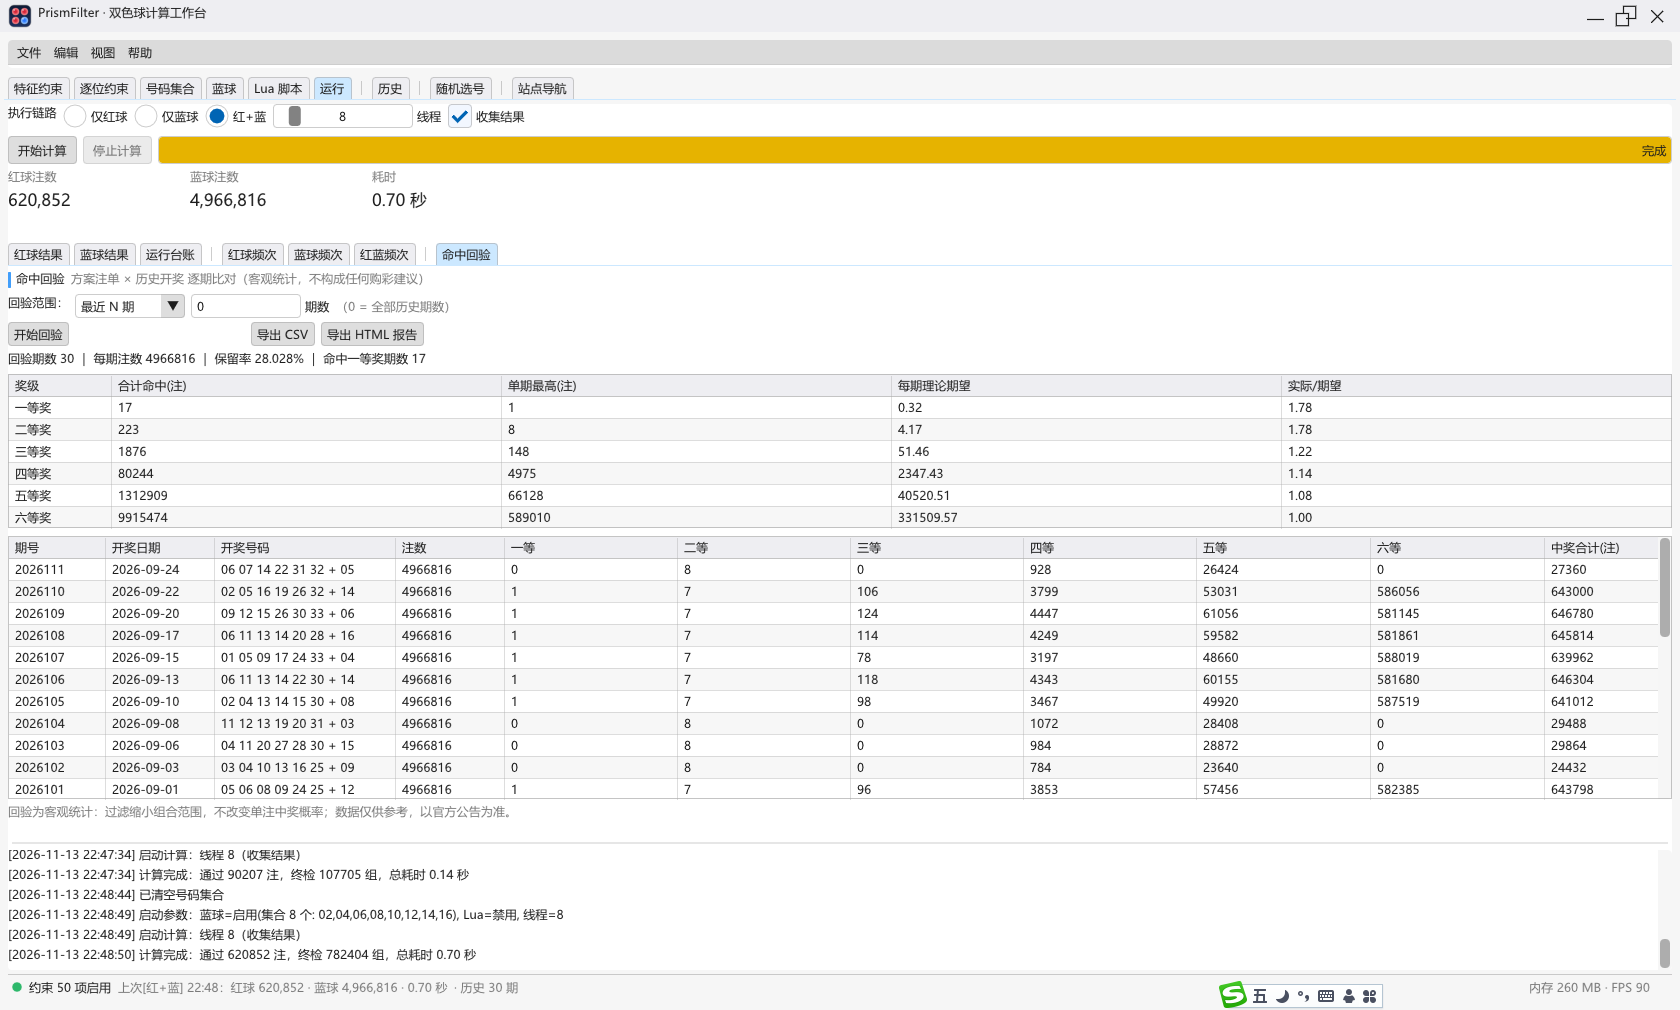 PrismFilter · 双色球计算工作台
文件 编辑 视图 帮助
特征约束 逐位约束 号码集合 蓝球 Lua 脚本 运行 历史 随机选号 站点导航
执行链路 仅红球 仅蓝球 红+蓝 8 线程 收集结果
开始计算 停止计算 完成
红球注数 蓝球注数 耗时
620,852 4,966,816 0.70 秒
红球结果 蓝球结果 运行台账 红球频次 蓝球频次 红蓝频次 命中回验
命中回验 方案注单 × 历史开奖 逐期比对（客观统计，不构成任何购彩建议）
回验范围： 最近 N 期 ▼ 0 期数 （0 = 全部历史期数）
开始回验 导出 CSV 导出 HTML 报告
回验期数 30 | 每期注数 4966816 | 保留率 28.028% | 命中一等奖期数 17
奖级 合计命中(注) 单期最高(注) 每期理论期望 实际/期望
一等奖 17 1 0.32 1.78
二等奖 223 8 4.17 1.78
三等奖 1876 148 51.46 1.22
四等奖 80244 4975 2347.43 1.14
五等奖 1312909 66128 40520.51 1.08
六等奖 9915474 589010 331509.57 1.00
期号 开奖日期 开奖号码 注数 一等 二等 三等 四等 五等 六等 中奖合计(注)
2026111 2026-09-24 06 07 14 22 31 32 + 05 4966816 0 8 0 928 26424 0 27360
2026110 2026-09-22 02 05 16 19 26 32 + 14 4966816 1 7 106 3799 53031 586056 643000
2026109 2026-09-20 09 12 15 26 30 33 + 06 4966816 1 7 124 4447 61056 581145 646780
2026108 2026-09-17 06 11 13 14 20 28 + 16 4966816 1 7 114 4249 59582 581861 645814
2026107 2026-09-15 01 05 09 17 24 33 + 04 4966816 1 7 78 3197 48660 588019 639962
2026106 2026-09-13 06 11 13 14 22 30 + 14 4966816 1 7 118 4343 60155 581680 646304
2026105 2026-09-10 02 04 13 14 15 30 + 08 4966816 1 7 98 3467 49920 587519 641012
2026104 2026-09-08 11 12 13 19 20 31 + 03 4966816 0 8 0 1072 28408 0 29488
2026103 2026-09-06 04 11 20 27 28 30 + 15 4966816 0 8 0 984 28872 0 29864
2026102 2026-09-03 03 04 10 13 16 25 + 09 4966816 0 8 0 784 23640 0 24432
2026101 2026-09-01 05 06 08 09 24 25 + 12 4966816 1 7 96 3853 57456 582385 643798
回验为客观统计：过滤缩小组合范围，不改变单注中奖概率；数据仅供参考，以官方公告为准。
[2026-11-13 22:47:34] 启动计算：线程 8（收集结果）
[2026-11-13 22:47:34] 计算完成：通过 90207 注，终检 107705 组，总耗时 0.14 秒
[2026-11-13 22:48:44] 已清空号码集合
[2026-11-13 22:48:49] 启动参数：蓝球=启用(集合 8 个: 02,04,06,08,10,12,14,16), Lua=禁用, 线程=8
[2026-11-13 22:48:49] 启动计算：线程 8（收集结果）
[2026-11-13 22:48:50] 计算完成：通过 620852 注，终检 782404 组，总耗时 0.70 秒
约束 50 项启用 上次[红+蓝] 22:48：红球 620,852 · 蓝球 4,966,816 · 0.70 秒 · 历史 30 期 S 五 内存 260 MB · FPS 90